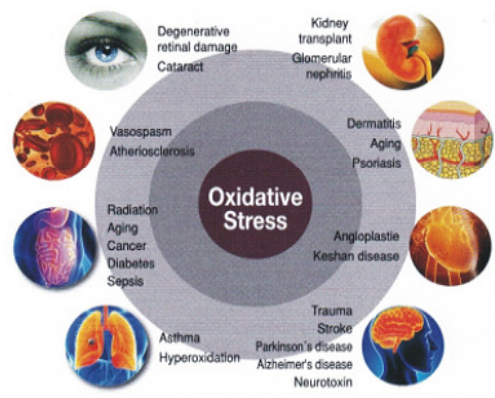 Degenerative
retinal damage
Cataract
Kidney
transplant
Glomerular
nephritis
Vasospasm
Atheriosclerosis
Dermatitis
Aging
Psoriasis
Oxidative
Stress
Radiation
Aging
Cancer
Diabetes
Sepsis
Angioplastie
Keshan disease
Asthma
Hyperoxidation
Trauma
Stroke
Parkinson's disease
Alzheimer's disease
Neurotoxin